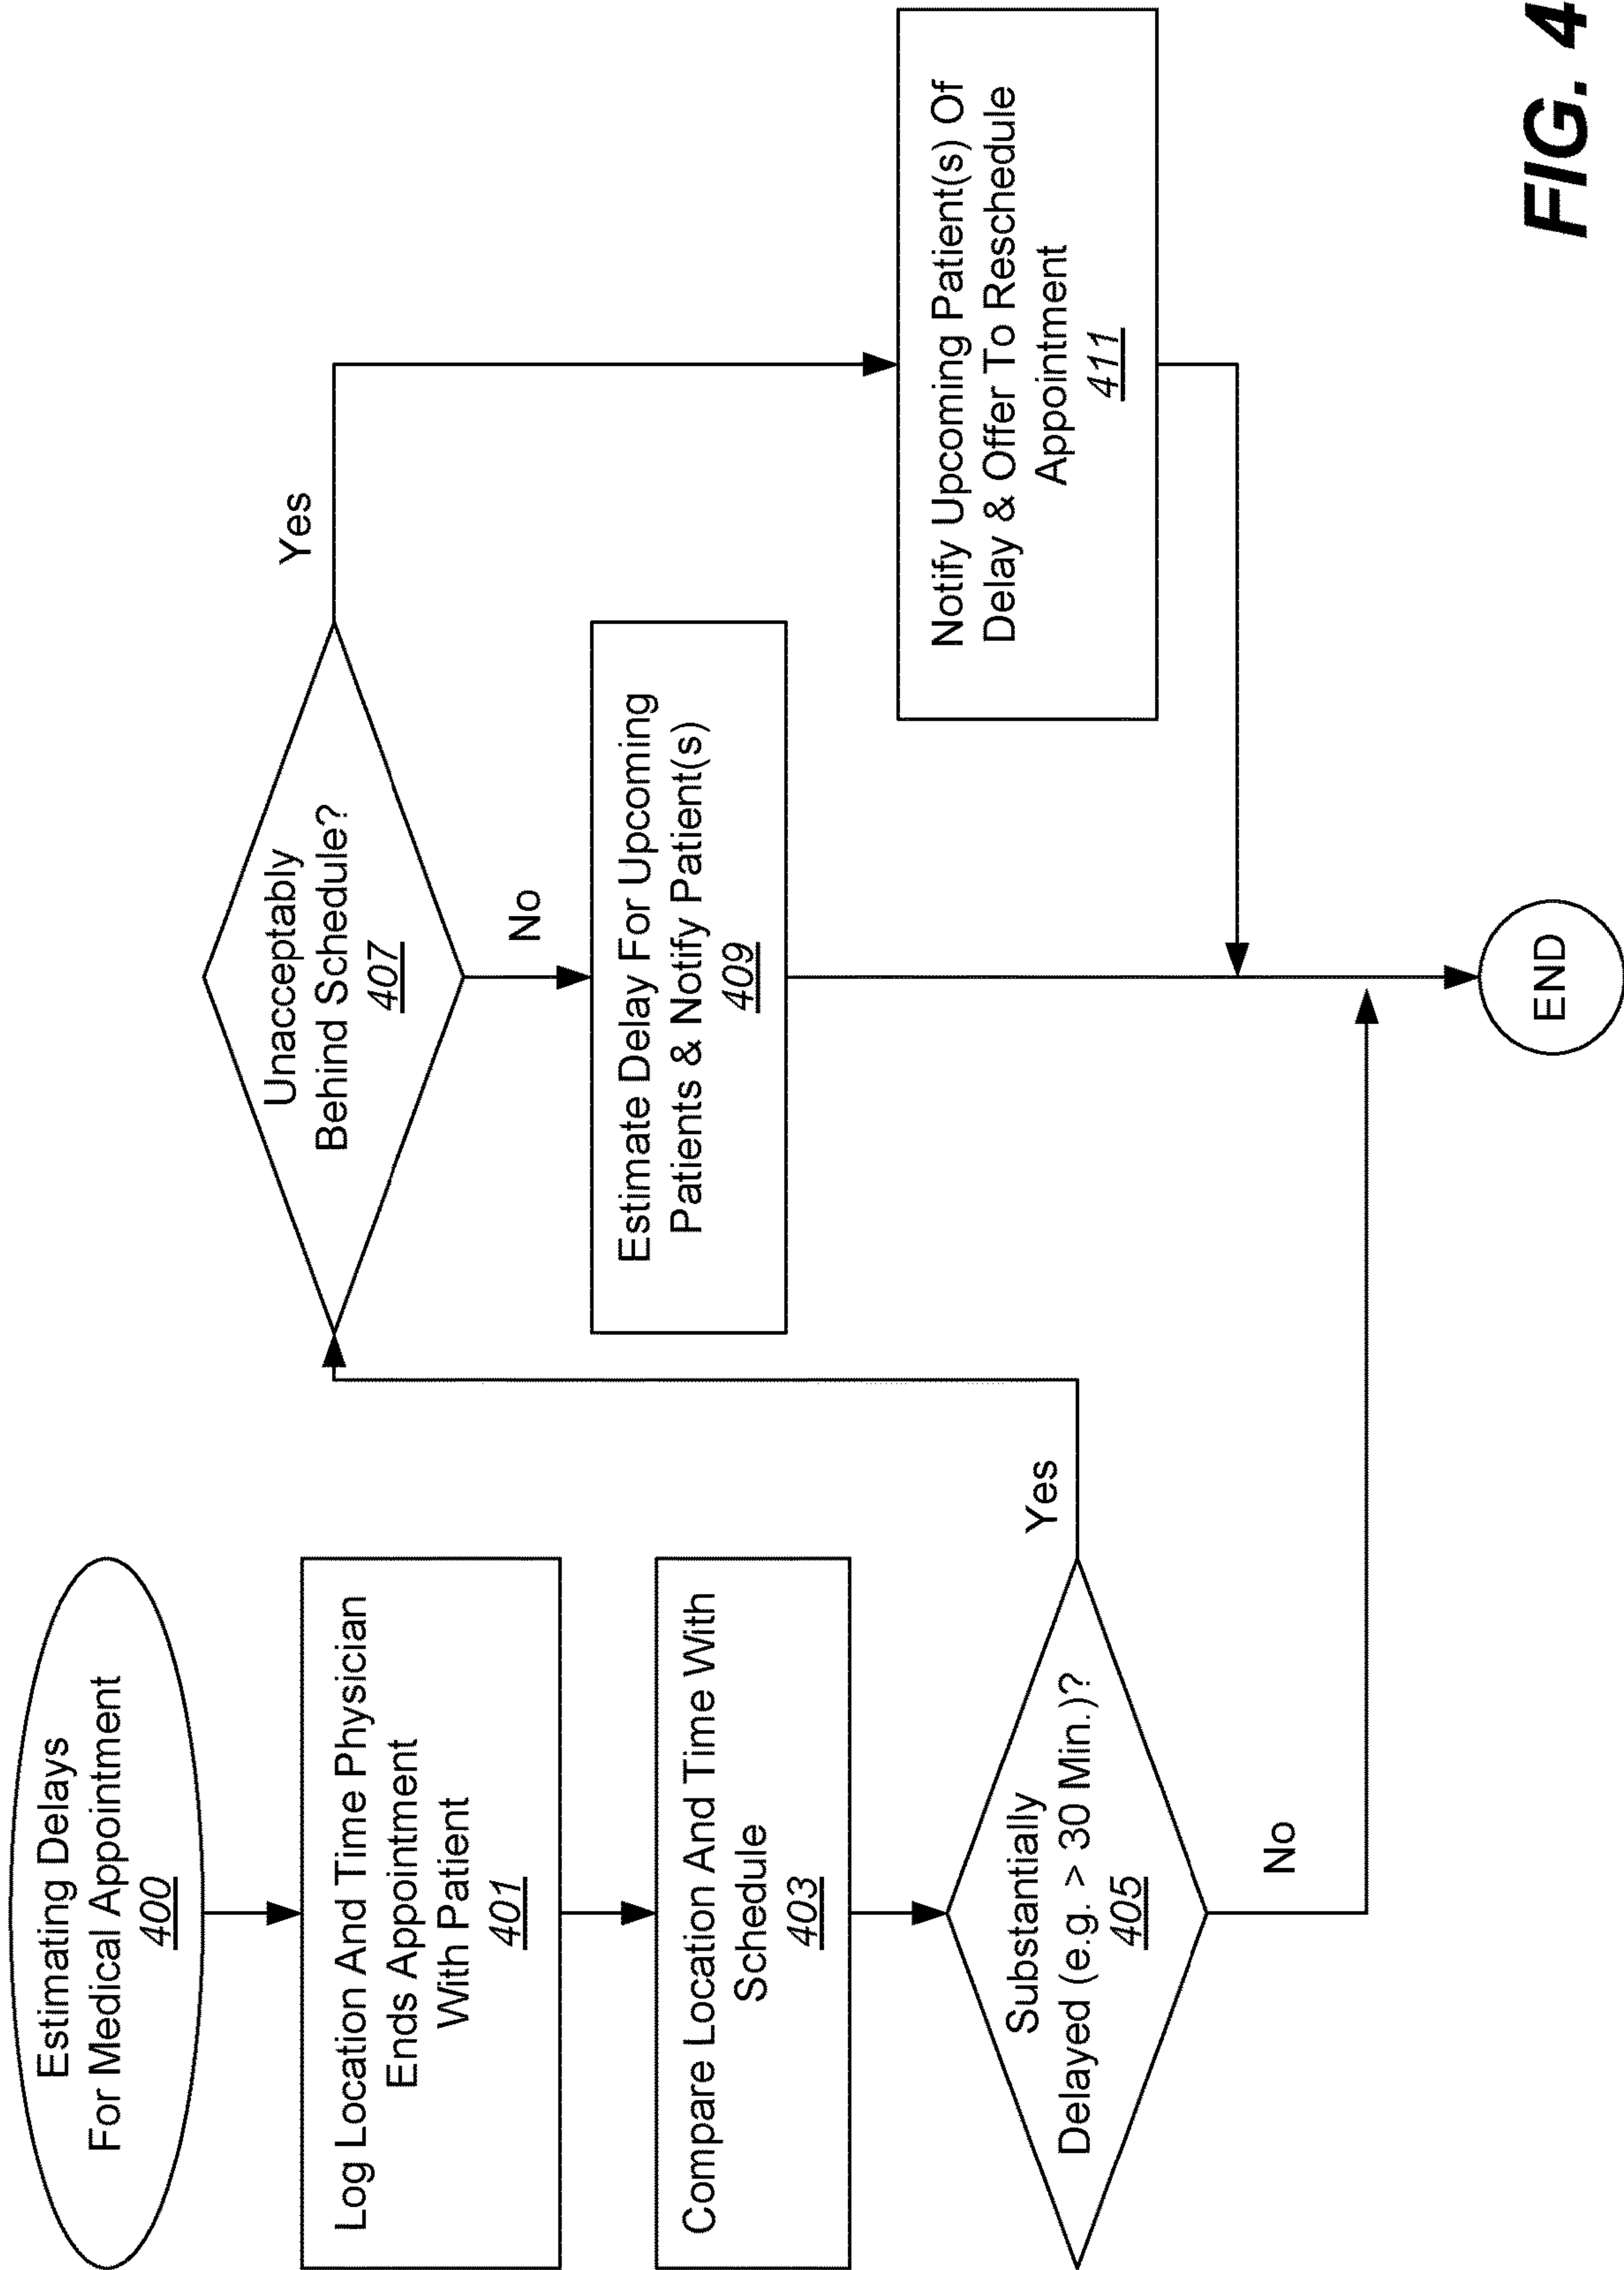 Estimating Delays
For Medical Appointment
400
Log Location And Time Physician
Ends Appointment
With Patient
401
Compare Location And Time With
Schedule
403
Substantially
Delayed (e.g. > 30 Min.)?
405
Yes
No
Unacceptably
Behind Schedule?
407
Yes
No
Estimate Delay For Upcoming
Patients & Notify Patient(s)
409
Notify Upcoming Patient(s) Of
Delay & Offer To Reschedule
Appointment
411
END
FIG. 4